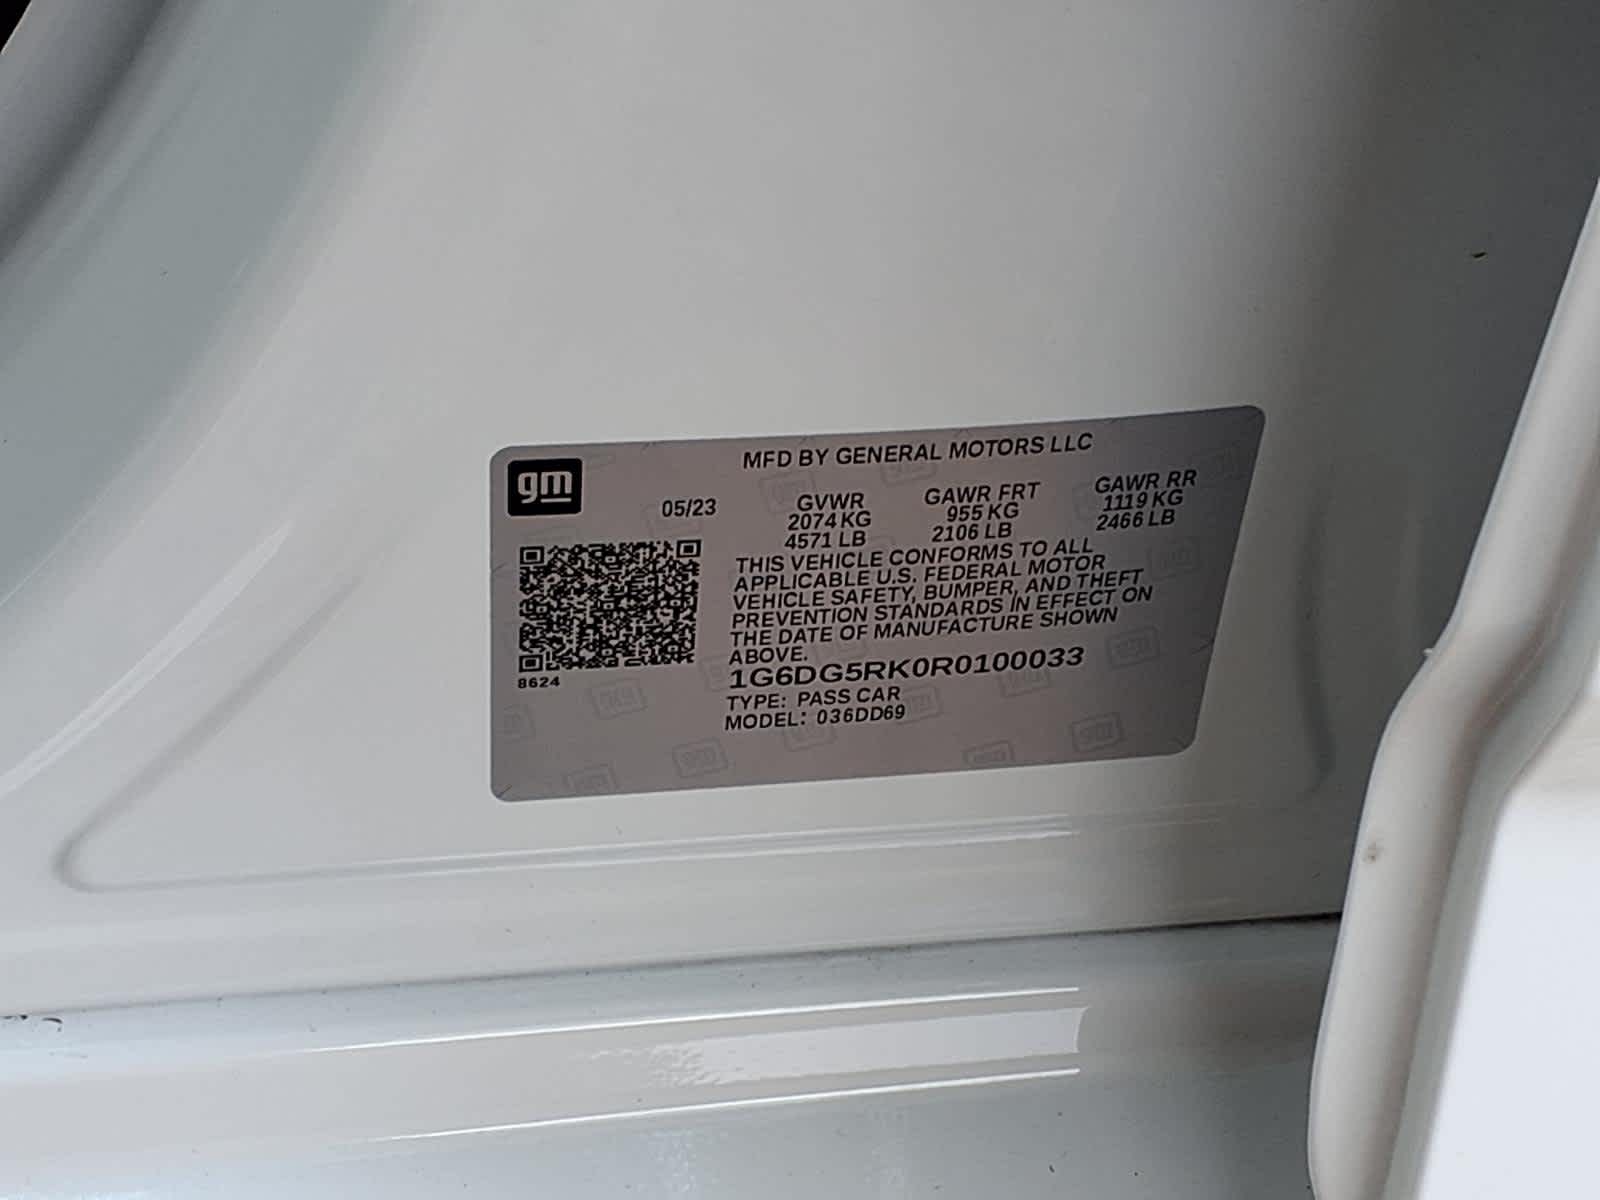 MFD BY GENERAL MOTORS LLC
gm
05/23
GVWR GAWR FRT GAWR RR
2074 KG 955 KG 1119 KG
4571 LB 2106 LB 2466 LB
THIS VEHICLE CONFORMS TO ALL
APPLICABLE U.S. FEDERAL MOTOR
VEHICLE SAFETY, BUMPER, AND THEFT
PREVENTION STANDARDS IN EFFECT ON
THE DATE OF MANUFACTURE SHOWN
ABOVE.
8624
1G6DG5RK0R0100033
TYPE: PASS CAR
MODEL: 036DD69